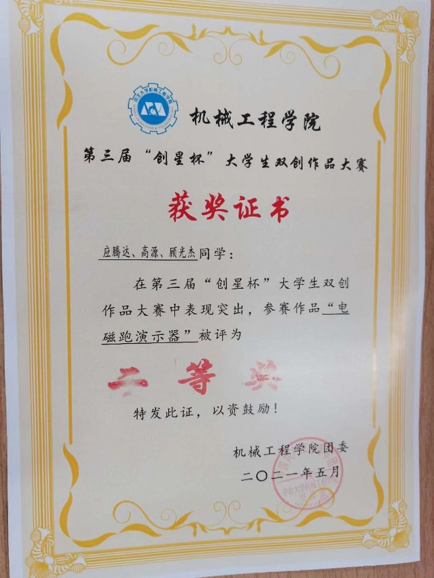 机械工程学院
第三届“创星杯”大学生双创作品大赛
获奖证书
应腾达、高源、顾光杰同学：
在第三届“创星杯”大学生双创
作品大赛中表现突出，参赛作品“电
磁跑演示器”被评为
二等奖
特发此证，以资鼓励！
机械工程学院团委
二〇二一年五月